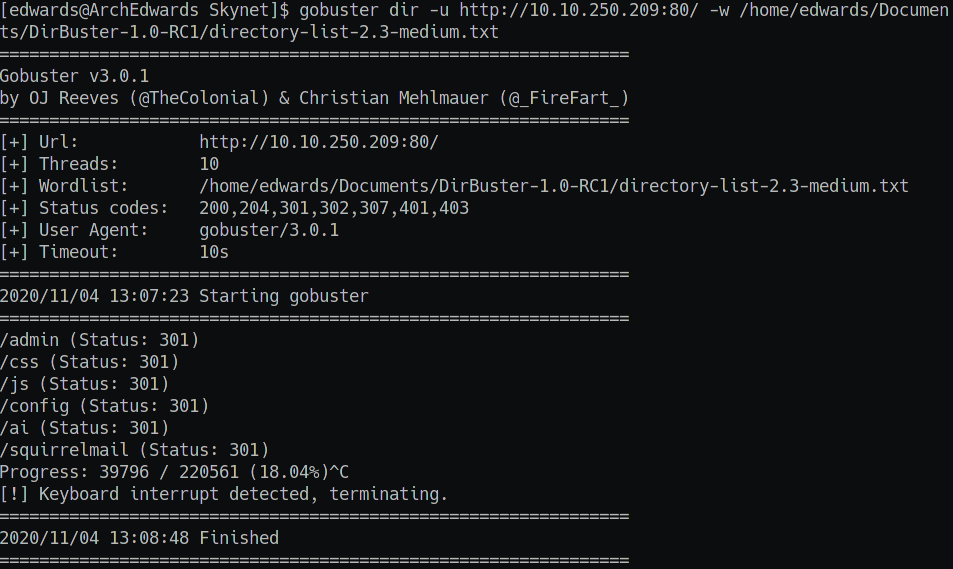 [edwards@ArchEdwards Skynet]$ gobuster dir -u http://10.10.250.209:80/ -w /home/edwards/Documen
ts/DirBuster-1.0-RC1/directory-list-2.3-medium.txt
===============================================================
Gobuster v3.0.1
by OJ Reeves (@TheColonial) & Christian Mehlmauer (@_FireFart_)
===============================================================
[+] Url:            http://10.10.250.209:80/
[+] Threads:        10
[+] Wordlist:       /home/edwards/Documents/DirBuster-1.0-RC1/directory-list-2.3-medium.txt
[+] Status codes:   200,204,301,302,307,401,403
[+] User Agent:     gobuster/3.0.1
[+] Timeout:        10s
===============================================================
2020/11/04 13:07:23 Starting gobuster
===============================================================
/admin (Status: 301)
/css (Status: 301)
/js (Status: 301)
/config (Status: 301)
/ai (Status: 301)
/squirrelmail (Status: 301)
Progress: 39796 / 220561 (18.04%)^C
[!] Keyboard interrupt detected, terminating.
===============================================================
2020/11/04 13:08:48 Finished
===============================================================